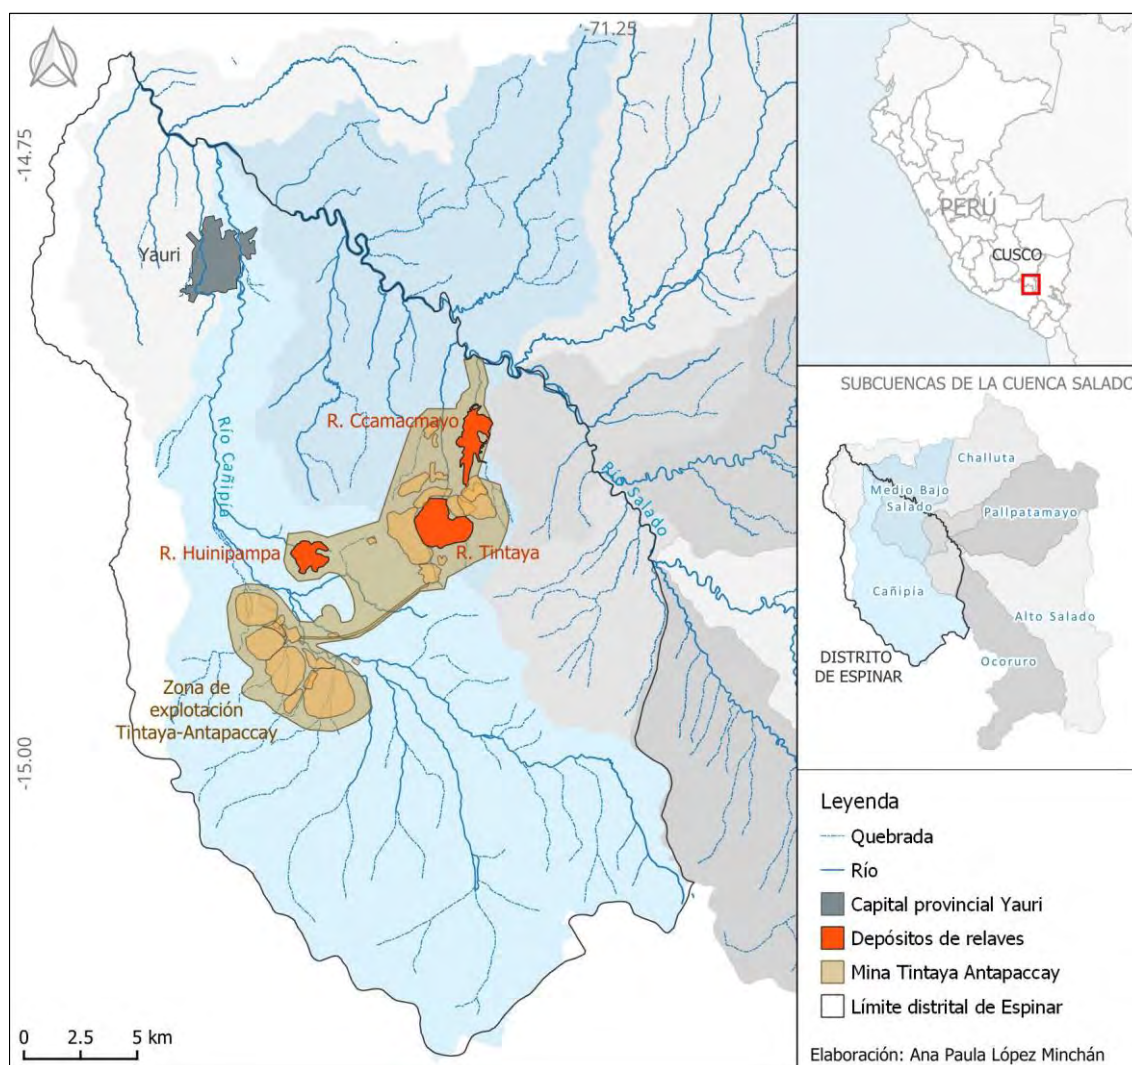 -71.25
-14.75
Yauri
Río Cañipía
R. Ccamacmayo
Río Salado
R. Huinipampa
R. Tintaya
Zona de
explotación
Tintaya-Antapaccay
-15.00
0 2.5 5 km
PERÚ
CUSCO
SUBCUENCAS DE LA CUENCA SALADO
Challuta
Medio Bajo
Salado
Pallpatamayo
Cañipia
Alto Salado
Ocoruro
DISTRITO
DE ESPINAR
Leyenda
Quebrada
Río
Capital provincial Yauri
Depósitos de relaves
Mina Tintaya Antapaccay
Límite distrital de Espinar
Elaboración: Ana Paula López Minchán